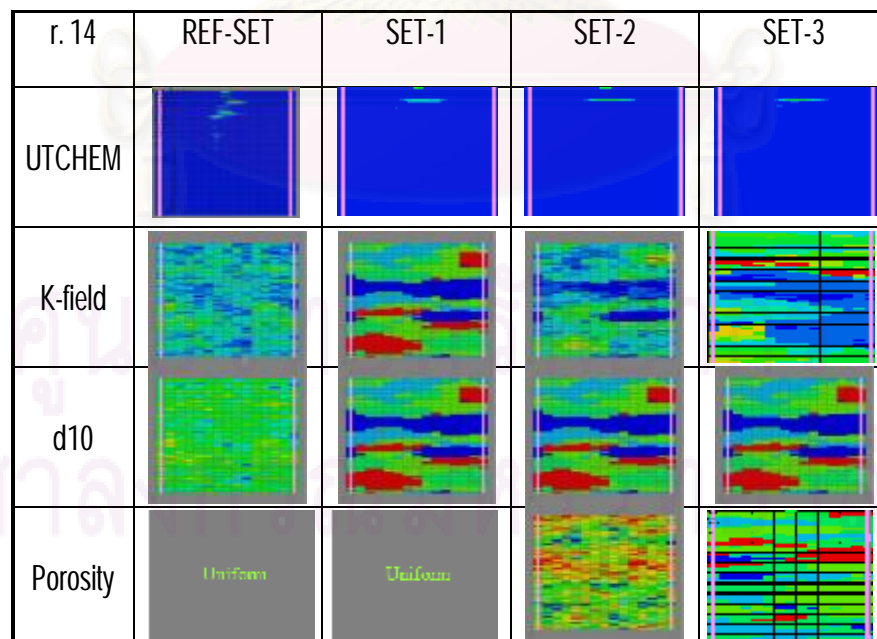 r. 14 REF-SET SET-1 SET-2 SET-3
UTCHEM
K-field
d10
Porosity Uniform Uniform